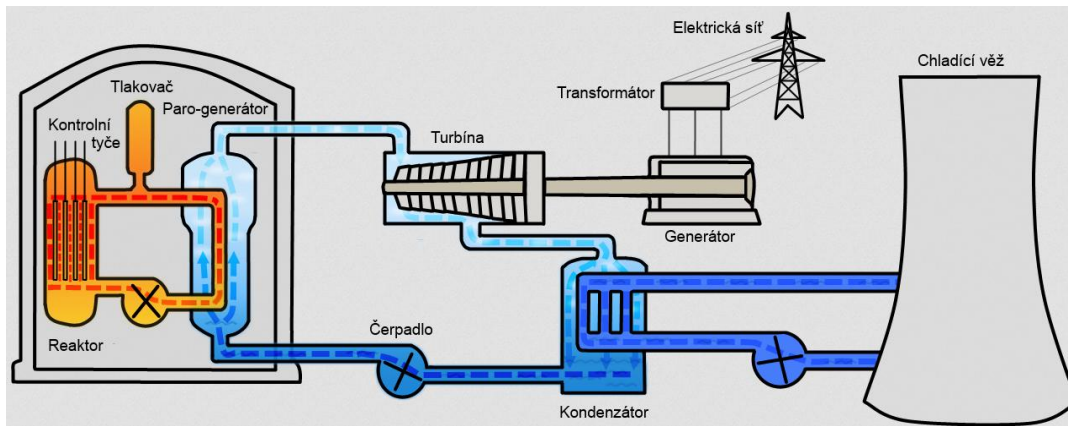 Elektrická síť
Chladící věž
Tlakovač
Transformátor
Paro-generátor
Kontrolní
tyče
Turbína
Generátor
Čerpadlo
Reaktor
Kondenzátor